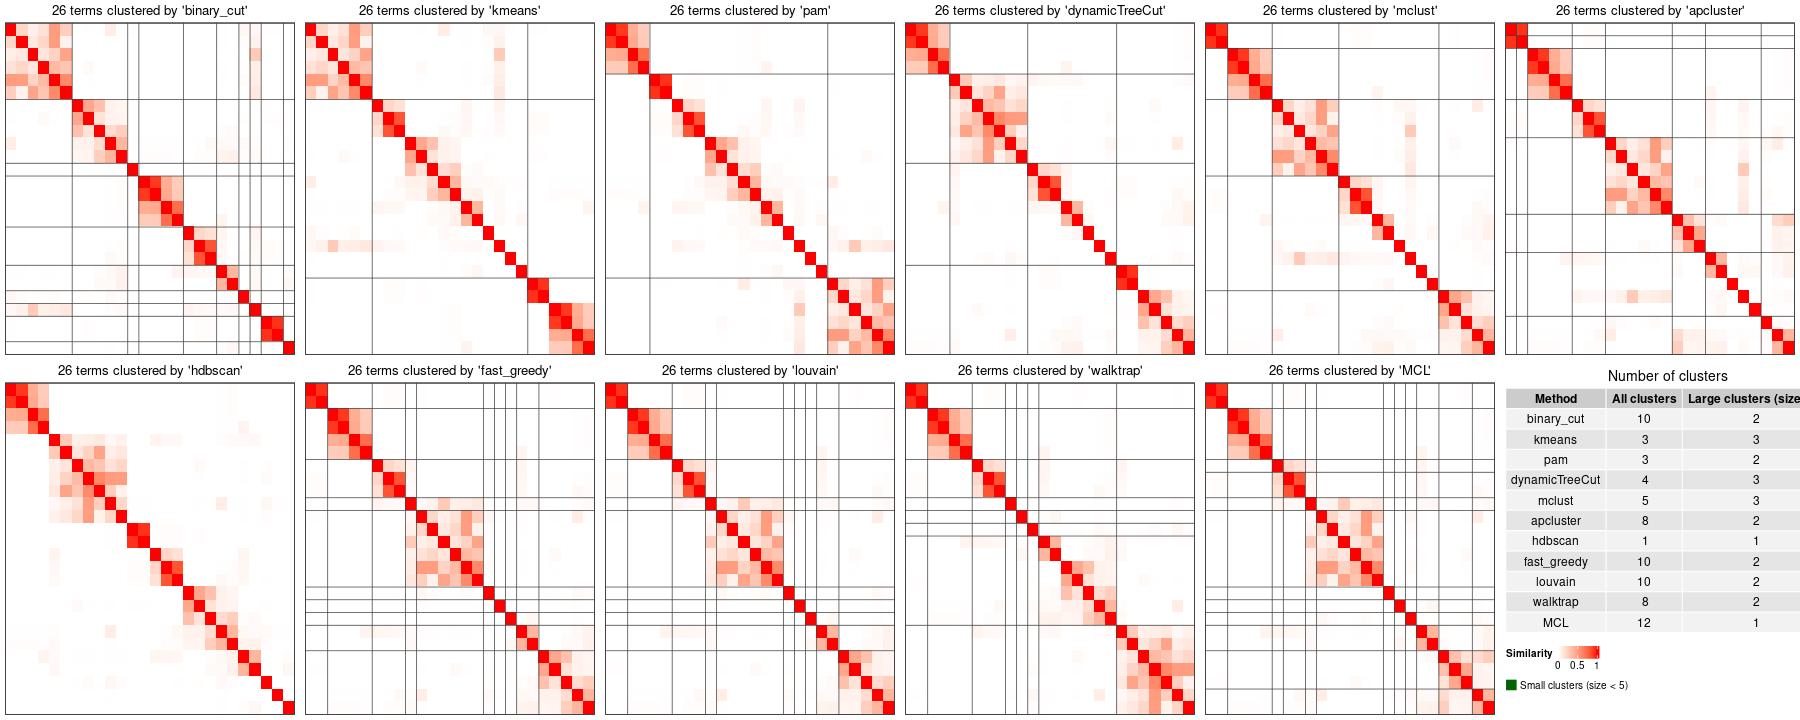 26 terms clustered by 'binary_cut'
26 terms clustered by 'kmeans'
26 terms clustered by 'pam'
26 terms clustered by 'dynamicTreeCut'
26 terms clustered by 'mclust'
26 terms clustered by 'apcluster'
26 terms clustered by 'hdbscan'
26 terms clustered by 'fast_greedy'
26 terms clustered by 'louvain'
26 terms clustered by 'walktrap'
26 terms clustered by 'MCL'
Number of clusters
Method All clusters Large clusters (size
binary_cut 10 2
kmeans 3 3
pam 3 2
dynamicTreeCut 4 3
mclust 5 3
apcluster 8 2
hdbscan 1 1
fast_greedy 10 2
louvain 10 2
walktrap 8 2
MCL 12 1
Similarity
0 0.5 1
Small clusters (size < 5)